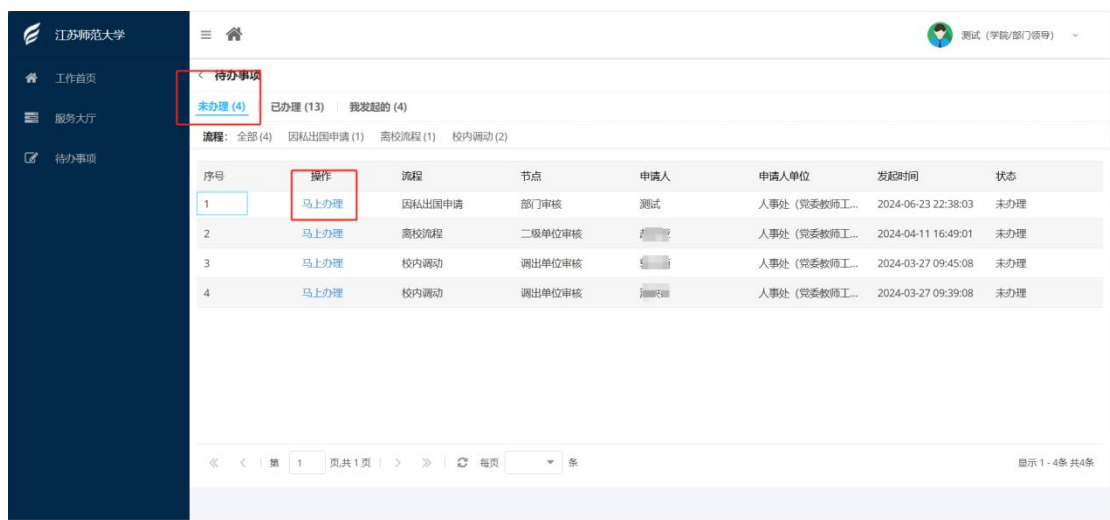 江苏师范大学
测试（学院/部门领导）
工作首页
服务大厅
待办事项
< 待办事项
未办理 (4) 已办理 (13) 我发起的 (4)
流程： 全部 (4) 因私出国申请 (1) 离校流程 (1) 校内调动 (2)
序号 操作 流程 节点 申请人 申请人单位 发起时间 状态
1 马上办理 因私出国申请 部门审核 测试 人事处（党委教师工... 2024-06-23 22:38:03 未办理
2 马上办理 离校流程 二级单位审核 人事处（党委教师工... 2024-04-11 16:49:01 未办理
3 马上办理 校内调动 调出单位审核 人事处（党委教师工... 2024-03-27 09:45:08 未办理
4 马上办理 校内调动 调出单位审核 人事处（党委教师工... 2024-03-27 09:39:08 未办理
第 1 页,共 1 页 每页 条 显示 1 - 4条 共4条